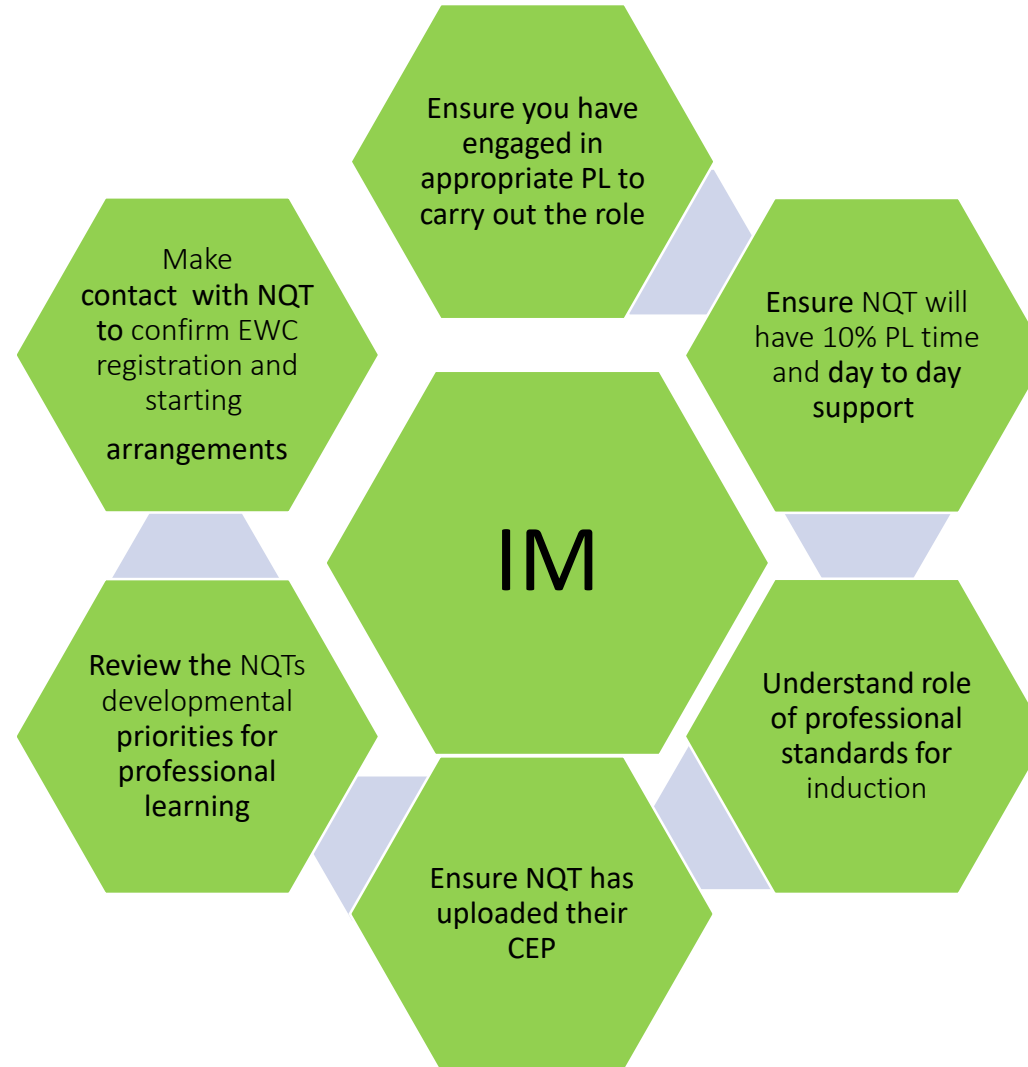 Ensure you have
engaged in
appropriate PL to
carry out the role
Ensure NQT will
have 10% PL time
and day to day
support
Understand role
of professional
standards for
induction
Ensure NQT has
uploaded their
CEP
Review the NQTs
developmental
priorities for
professional
learning
Make
contact with NQT
to confirm EWC
registration and
starting
arrangements
IM